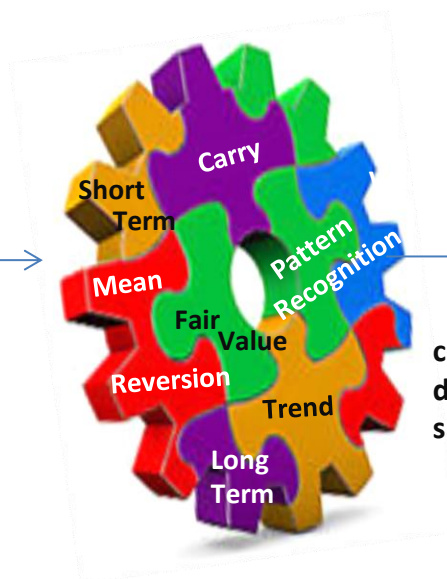 Carry
Short
Term
Pattern
Recognition
Mean
Fair
Value
Reversion
Trend
Long
Term